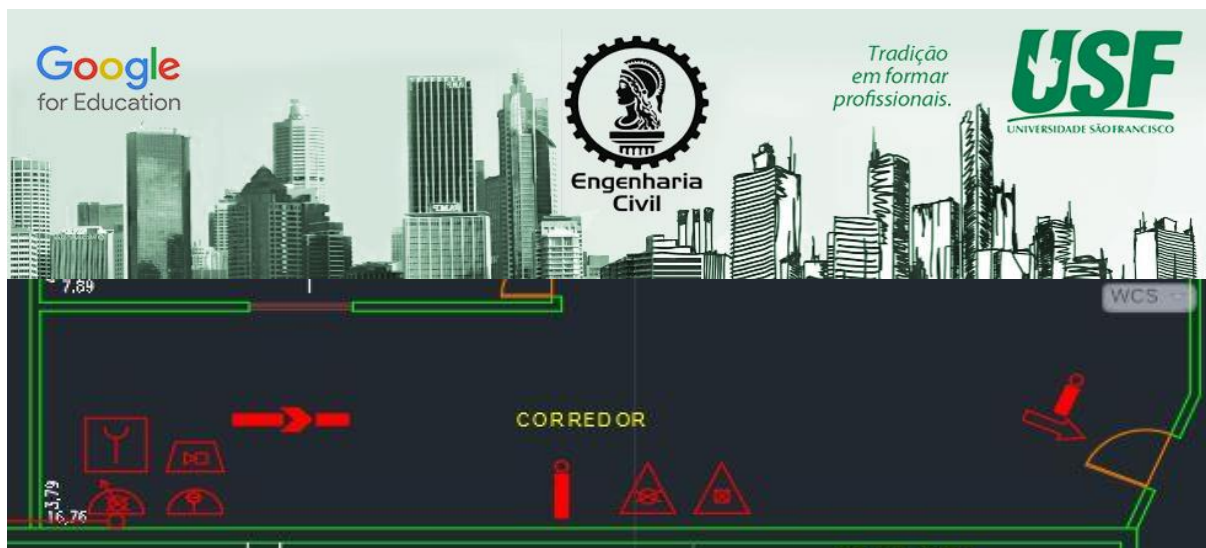 Google
for Education
Engenharia
Civil
Tradição
em formar
profissionais.
USF
UNIVERSIDADE SÃO FRANCISCO
7,89
WCS
CORREDOR
3,79
16,76